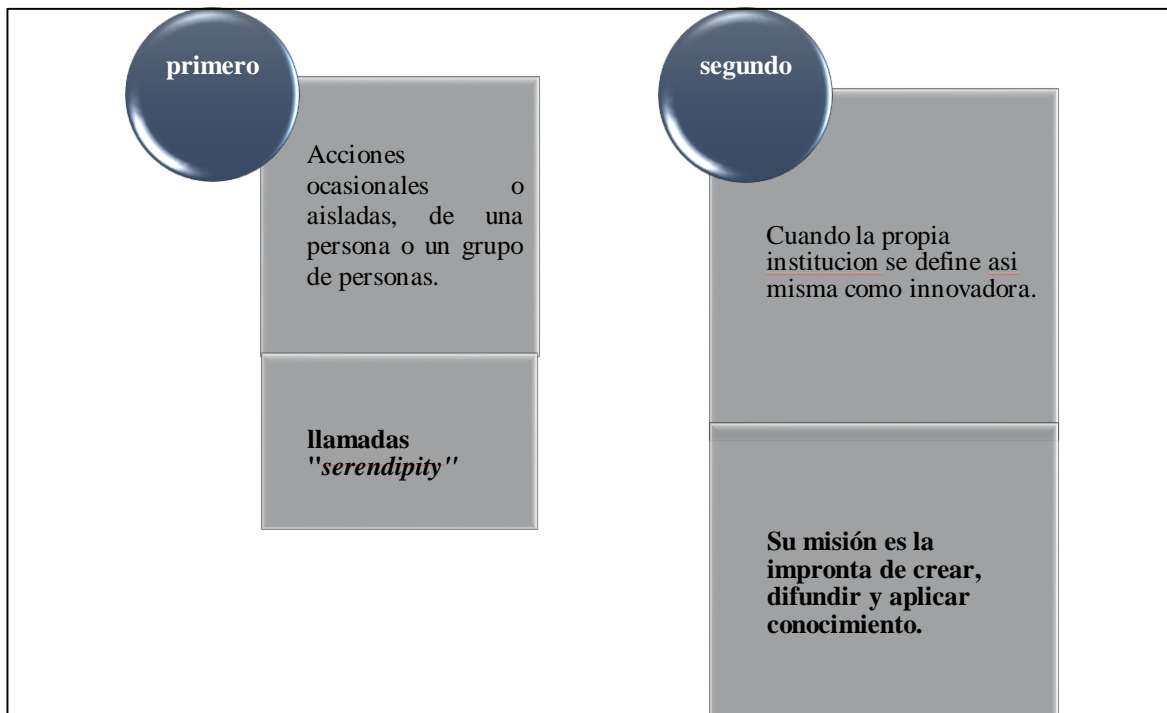 primero
Acciones
ocasionales o
aisladas, de una
persona o un grupo
de personas.
llamadas
"serendipity"
segundo
Cuando la propia
institucion se define asi
misma como innovadora.
Su misión es la
impronta de crear,
difundir y aplicar
conocimiento.